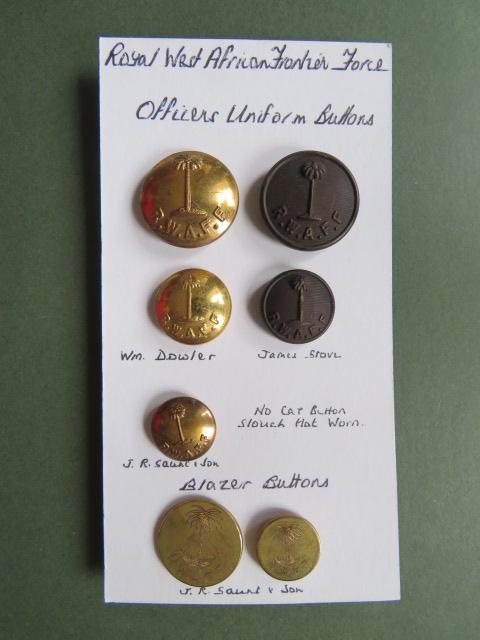 Royal West African Frontier Force
Officers Uniform Buttons
R.W.A.F.F
R.W.A.F.F
R.W.A.F.F
R.W.A.F.F
Wm. Dowler
James Grove
R.W.A.F.F
No Cap Button
Slouch Hat Worn.
J. R. Gaunt & Son
Blazer Buttons
J. R. Gaunt & Son